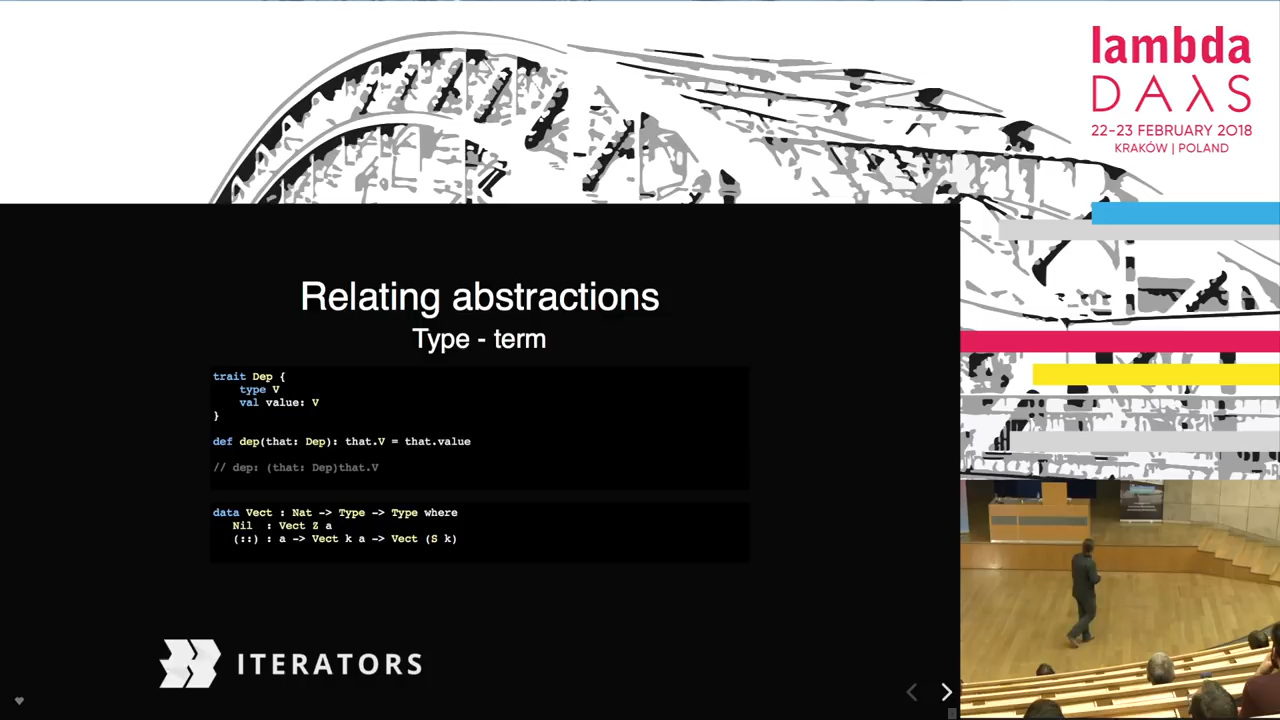 lambda
DAλS
22-23 FEBRUARY 2018
KRAKÓW | POLAND
Relating abstractions
Type - term
trait Dep {
    type V
    val value: V
}
def dep(that: Dep): that.V = that.value
// dep: (that: Dep)that.V
data Vect : Nat -> Type -> Type where
   Nil  : Vect Z a
   (::) : a -> Vect k a -> Vect (S k)
ITERATORS